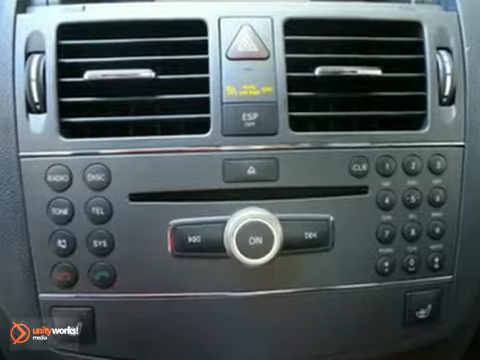 ESP
OFF
RADIO DISC CLR 1 2 3
TONE TEL 4 5 6
ON
SYS 7 8 9
* 0 #
unityworks!
media